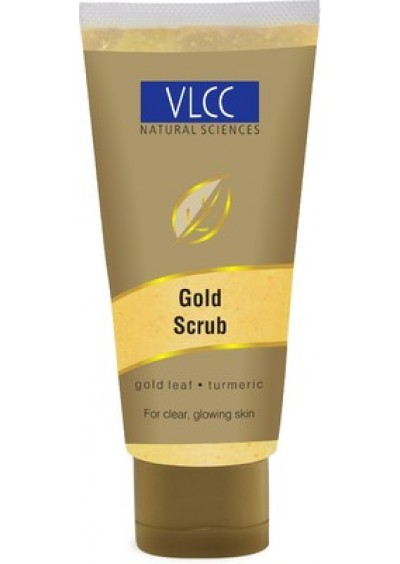 VLCC
NATURAL SCIENCES
Gold
Scrub
gold leaf • turmeric
For clear, glowing skin